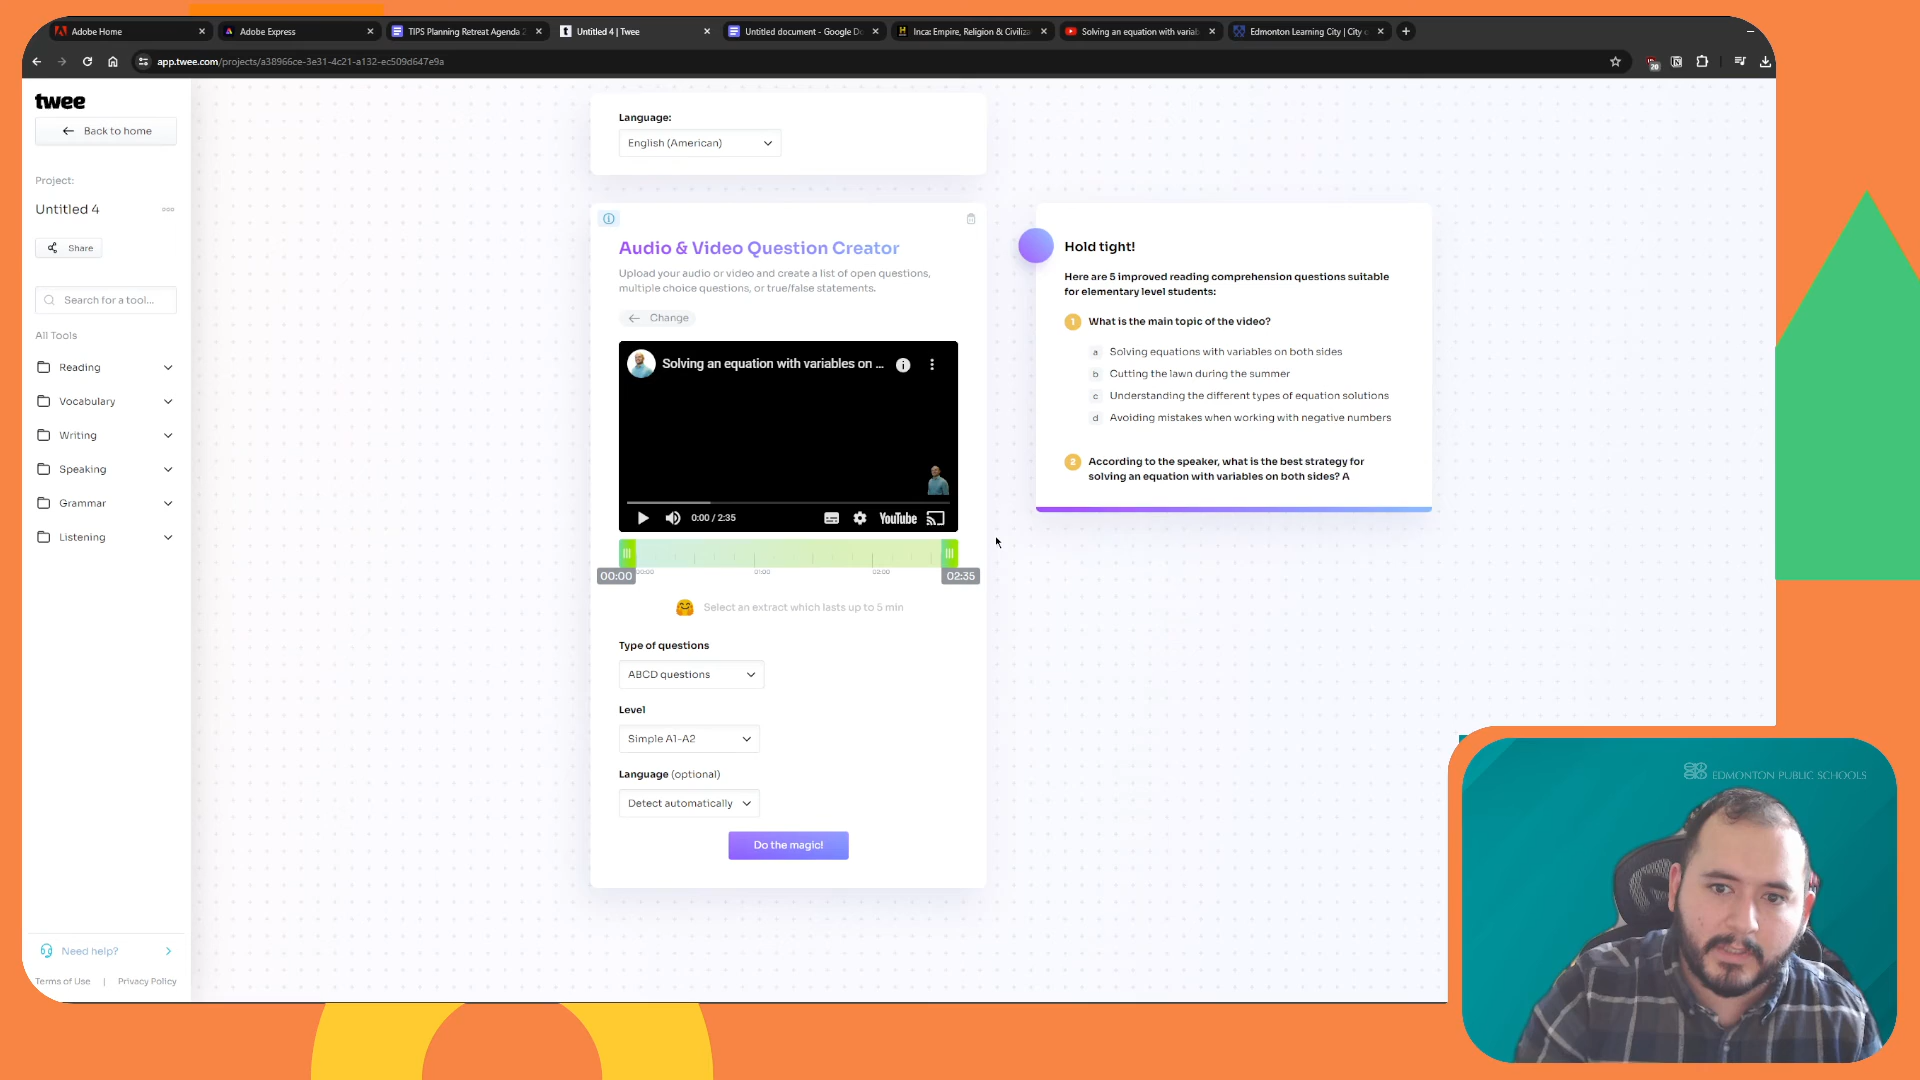 Adobe Home
Adobe Express
TIPS Planning Retreat Agenda 2
Untitled 4 | Twee
Untitled document - Google Do
Inca: Empire, Religion & Civiliza
Solving an equation with variab
Edmonton Learning City | City o
app.twee.com/projects/a38966ce-3e31-4c21-a132-ec509d647e9a
20
twee
Back to home
Project:
Untitled 4
Share
Search for a tool...
All Tools
Reading
Vocabulary
Writing
Speaking
Grammar
Listening
Need help?
Terms of Use | Privacy Policy
Language:
English (American)
Audio & Video Question Creator
Upload your audio or video and create a list of open questions,
multiple choice questions, or true/false statements.
Change
Solving an equation with variables on ...
0:00 / 2:35
YouTube
00:00
00:00
01:00
02:00
02:35
Select an extract which lasts up to 5 min
Type of questions
ABCD questions
Level
Simple A1-A2
Language (optional)
Detect automatically
Do the magic!
Hold tight!
Here are 5 improved reading comprehension questions suitable
for elementary level students:
1 What is the main topic of the video?
a Solving equations with variables on both sides
b Cutting the lawn during the summer
c Understanding the different types of equation solutions
d Avoiding mistakes when working with negative numbers
2 According to the speaker, what is the best strategy for
solving an equation with variables on both sides? A
EDMONTON PUBLIC SCHOOLS